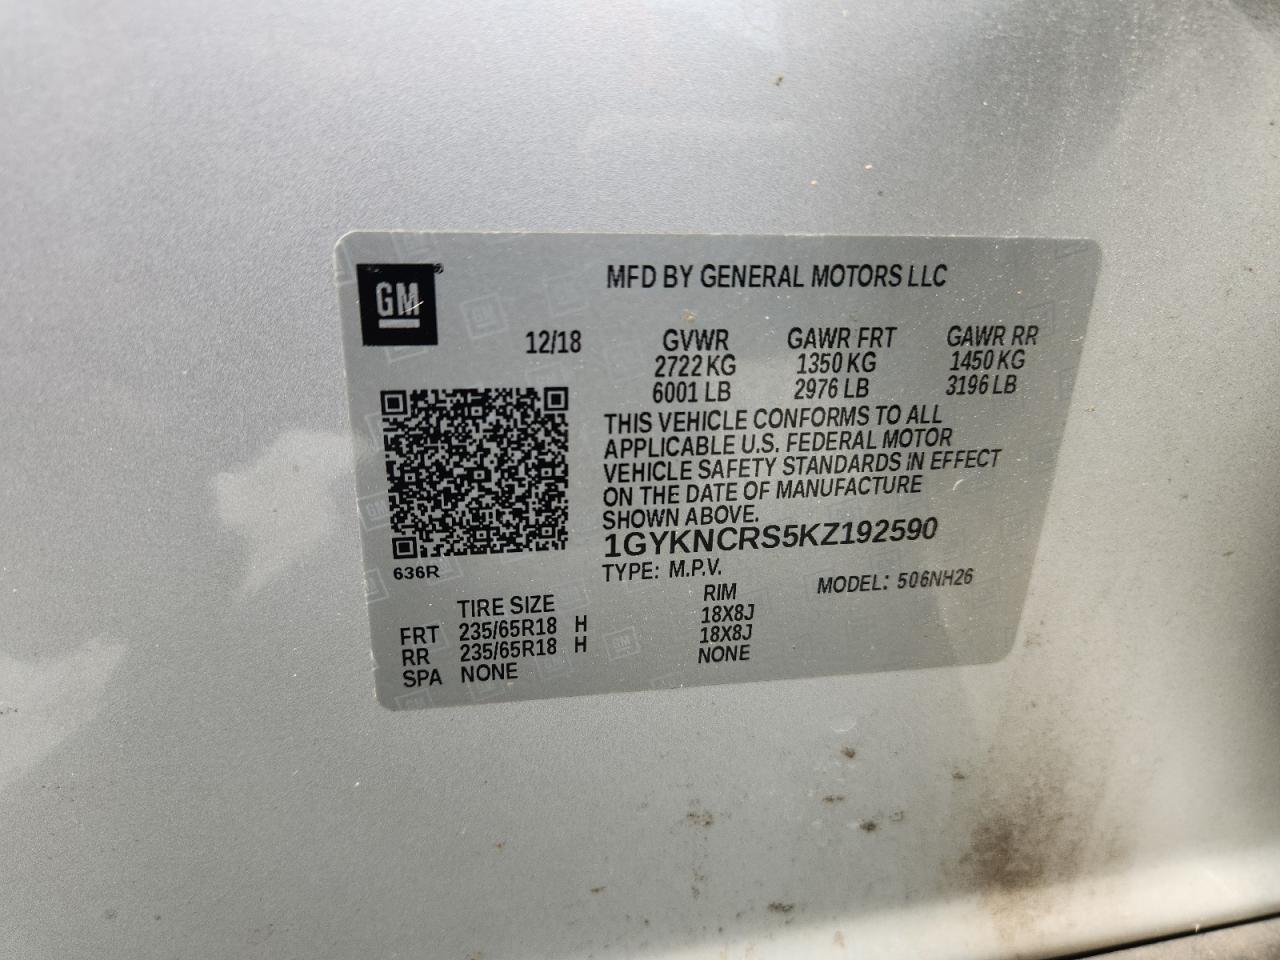 GM
MFD BY GENERAL MOTORS LLC
12/18 GVWR GAWR FRT GAWR RR
2722 KG 1350 KG 1450 KG
6001 LB 2976 LB 3196 LB
THIS VEHICLE CONFORMS TO ALL
APPLICABLE U.S. FEDERAL MOTOR
VEHICLE SAFETY STANDARDS IN EFFECT
ON THE DATE OF MANUFACTURE
SHOWN ABOVE.
1GYKNCRS5KZ192590
636R
TYPE: M.P.V. MODEL: 506NH26
TIRE SIZE RIM
FRT 235/65R18 H 18X8J
RR 235/65R18 H 18X8J
SPA NONE NONE